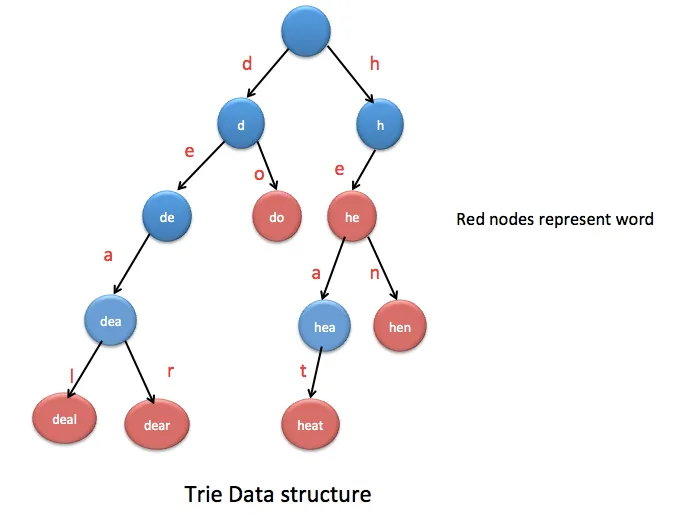 d
h
d
h
e
o
e
de
do
he
Red nodes represent word
a
a
n
dea
hea
hen
l
r
t
deal
dear
heat
Trie Data structure